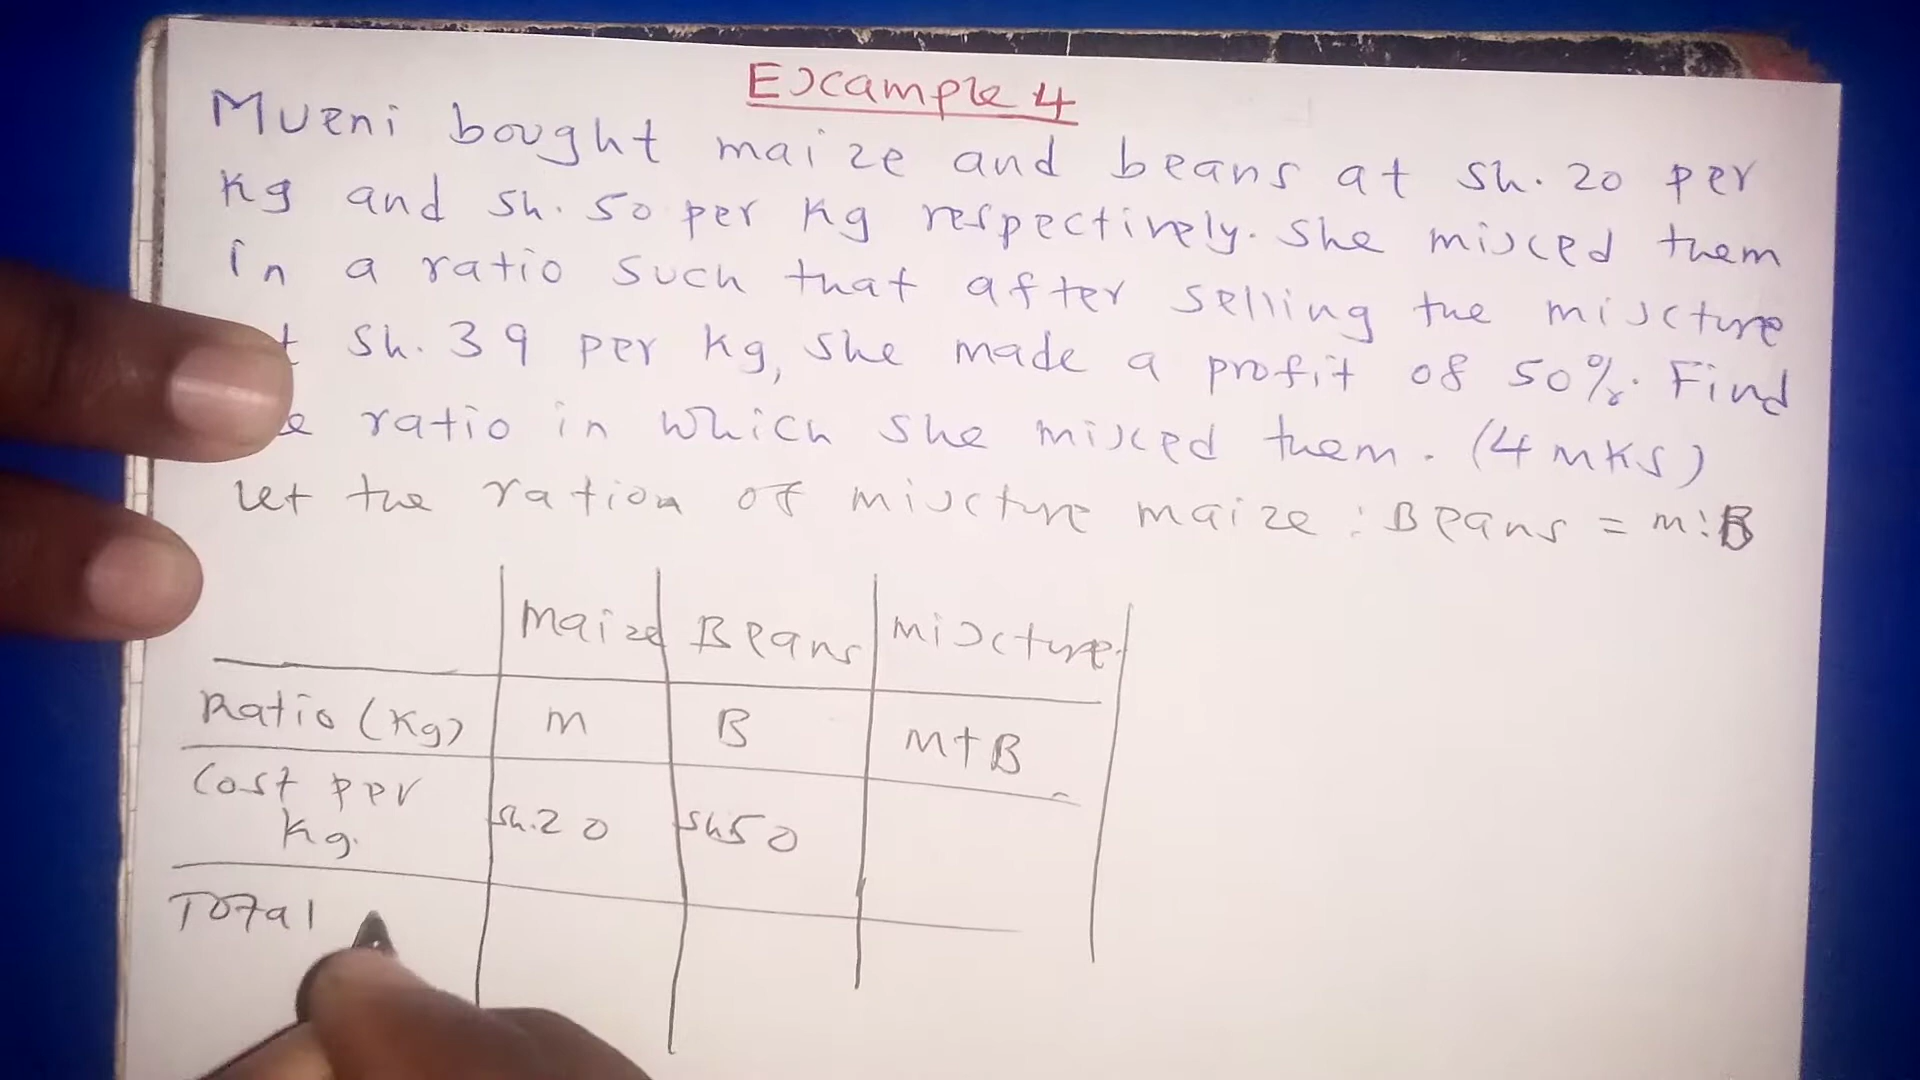 Example 4
Mueni bought maize and beans at sh. 20 per
kg and sh. 50 per kg respectively. She mixed them
in a ratio such that after selling the mixture
sh. 39 per kg, she made a profit of 50%. Find
ratio in which she mixed them. (4 mks)
Let the ration of mixture maize : Beans = m:B
maize Beans mixture
Ratio (kg) m B m+B
Cost per kg. sh.20 sh50
Total